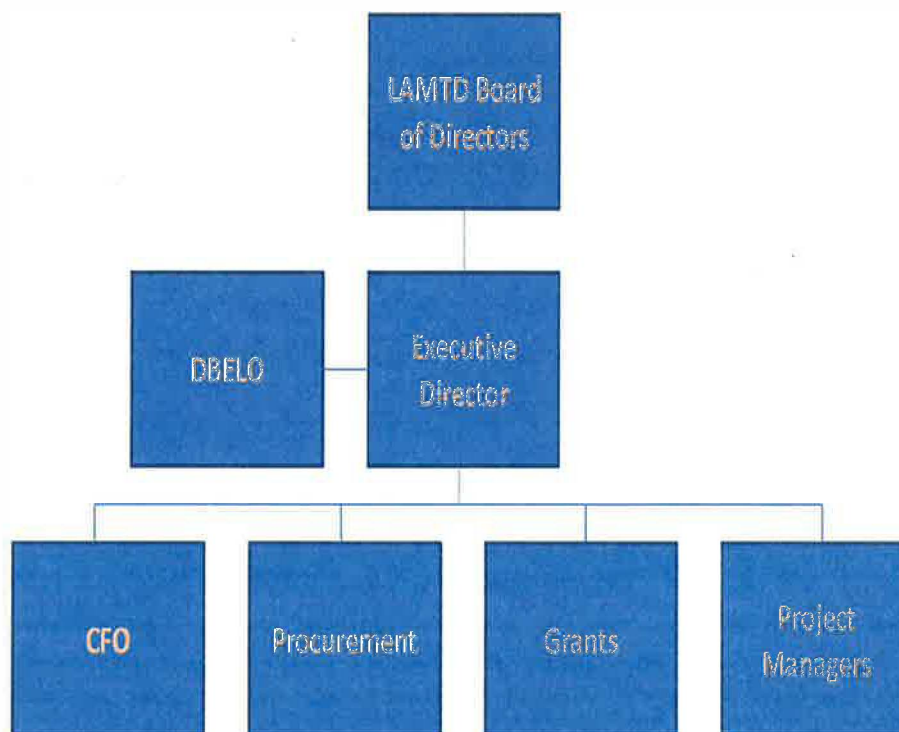 LAMTD Board
of Directors
DBELO
Executive
Director
CFO
Procurement
Grants
Project
Managers